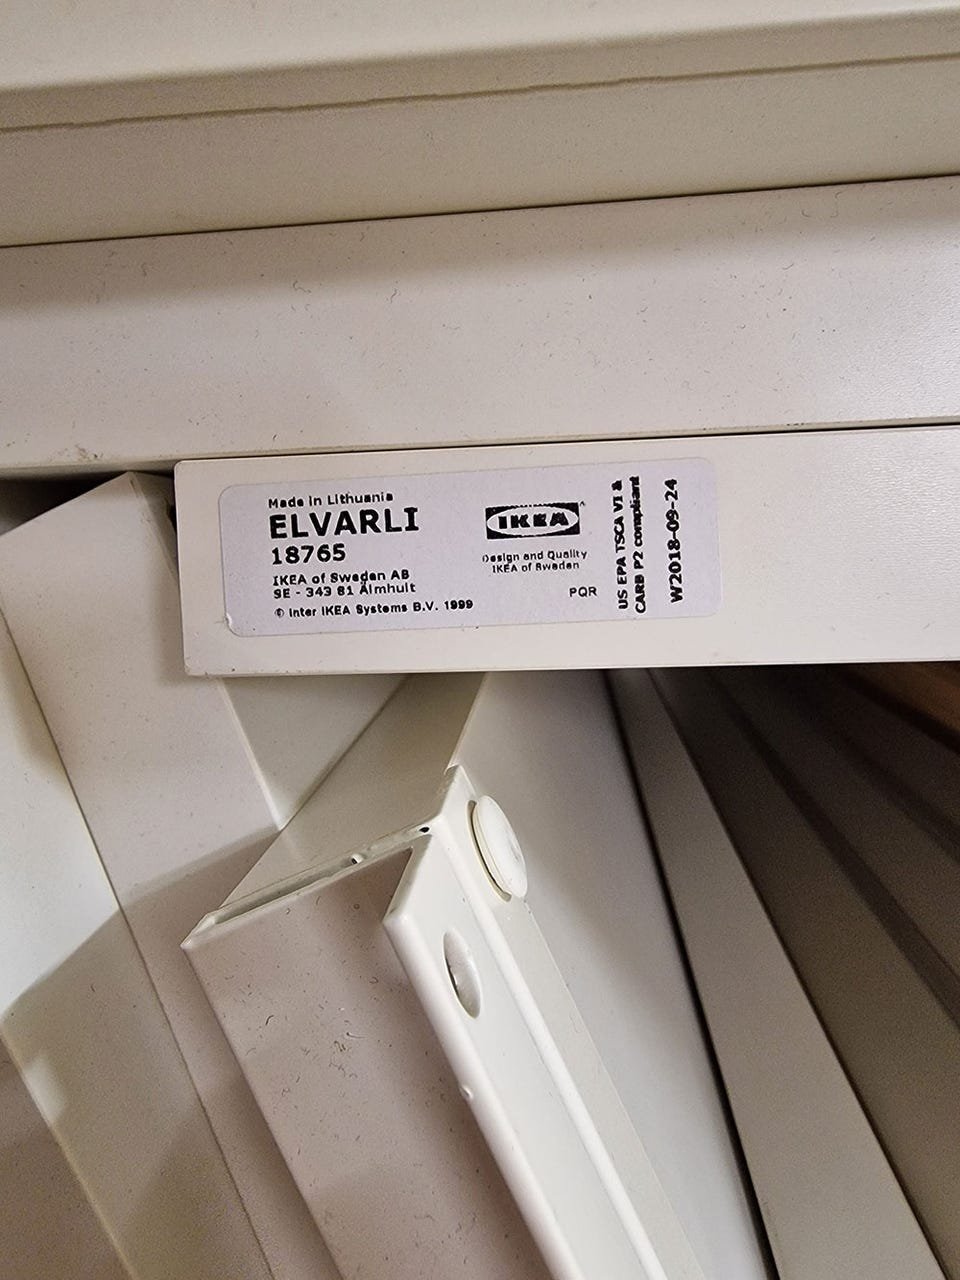 Made in Lithuania
ELVARLI
18765
IKEA of Sweden AB
SE - 343 81 Älmhult
© Inter IKEA Systems B.V. 1999
IKEA
Design and Quality
IKEA of Sweden
PQR
US EPA TSCA VI &
CARB P2 compliant
W2018-09-24